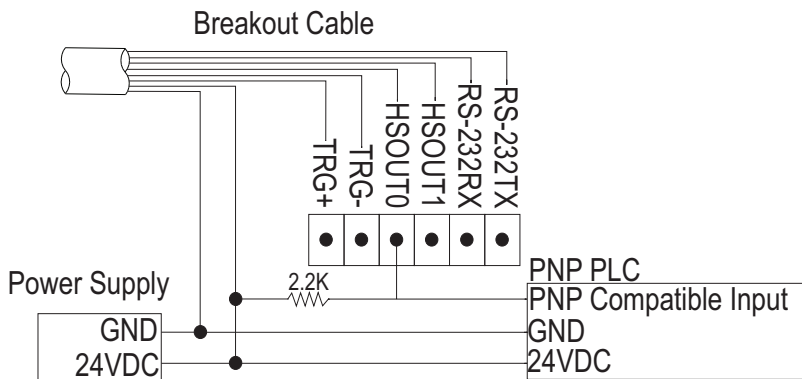 Breakout Cable
TRG+
TRG-
HSOUT0
HSOUT1
RS-232RX
RS-232TX
2.2K
Power Supply
GND
24VDC
PNP PLC
PNP Compatible Input
GND
24VDC